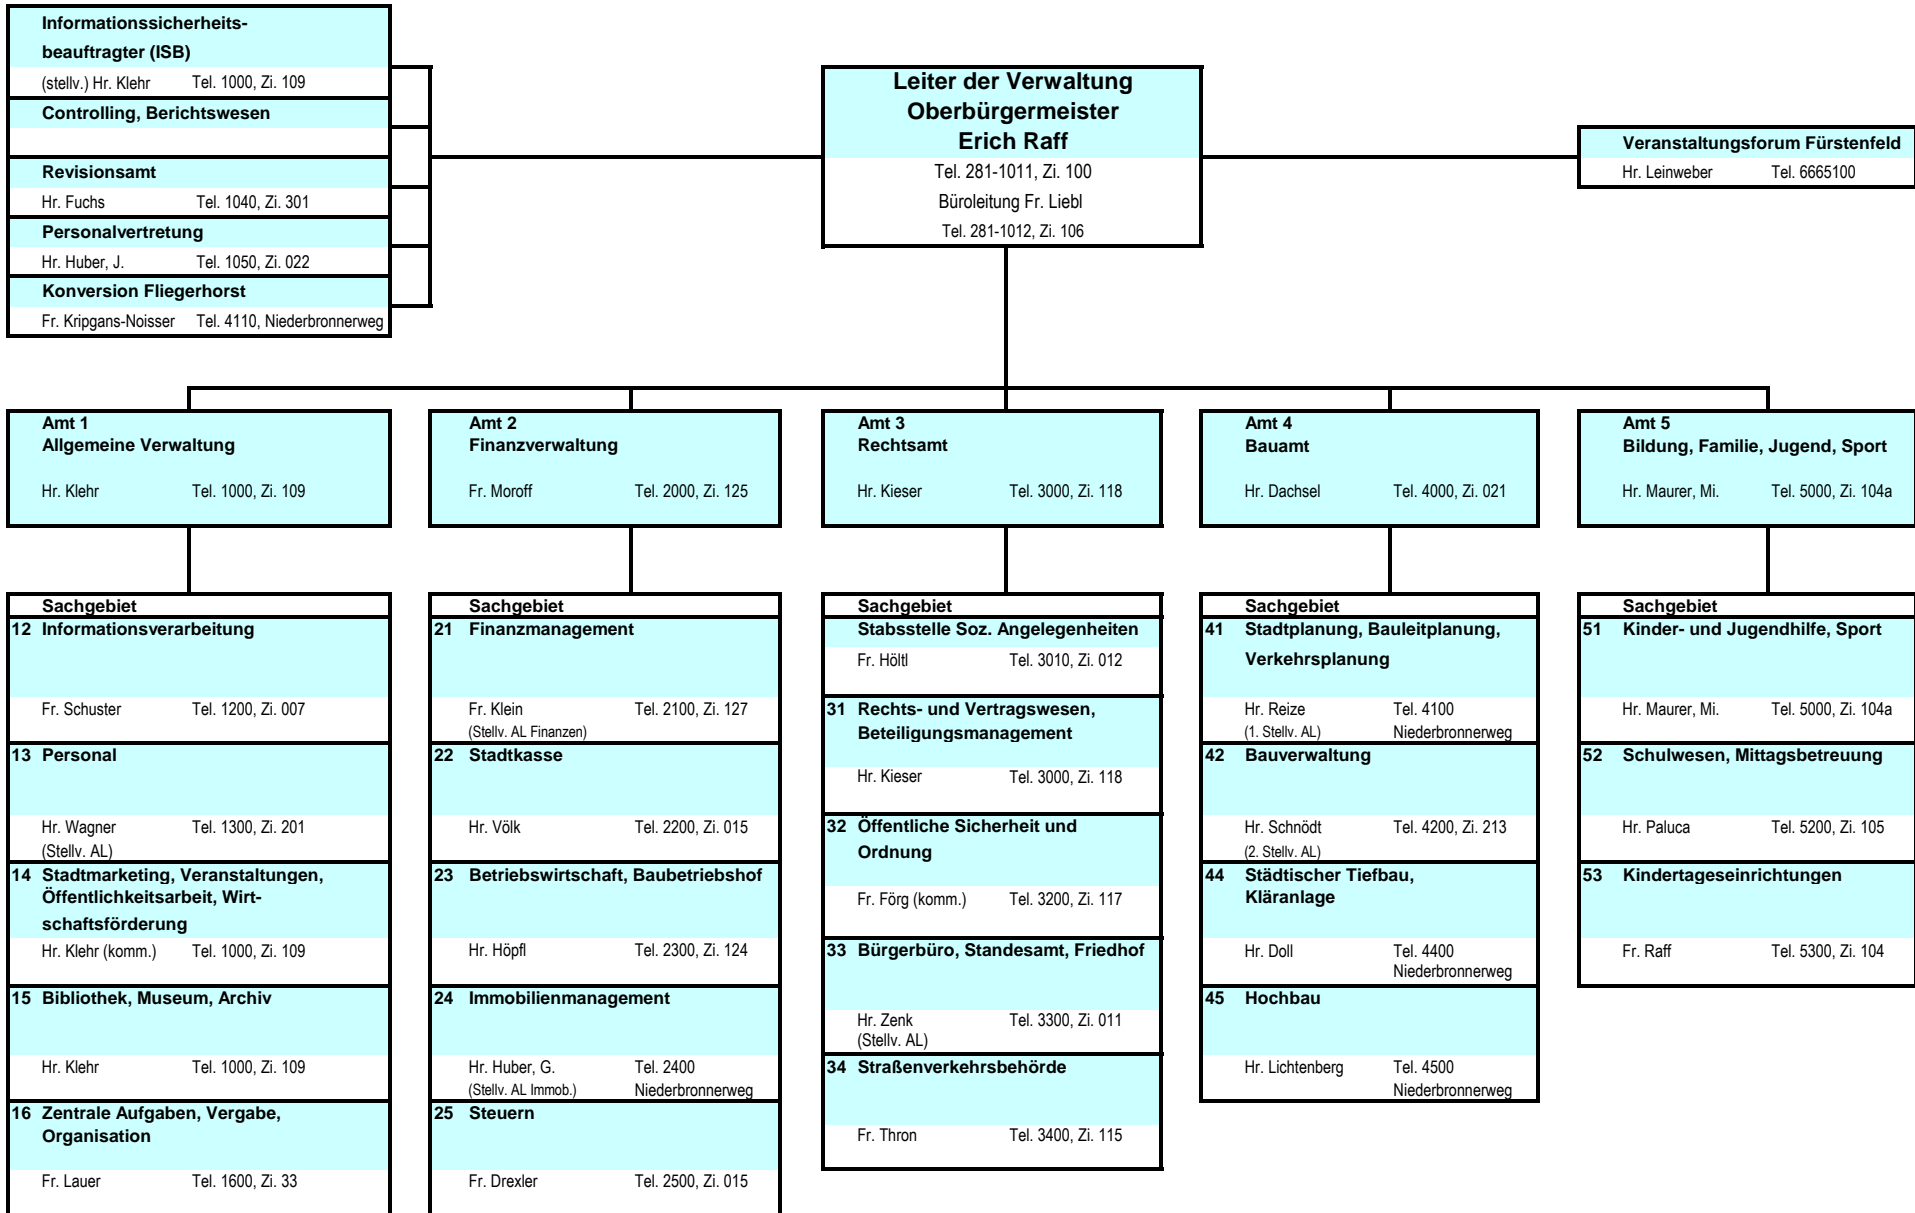 Informationssicherheits-
beauftragter (ISB)
(stellv.) Hr. Klehr Tel. 1000, Zi. 109
Controlling, Berichtswesen
Revisionsamt
Hr. Fuchs Tel. 1040, Zi. 301
Personalvertretung
Hr. Huber, J. Tel. 1050, Zi. 022
Konversion Fliegerhorst
Fr. Kripgans-Noisser Tel. 4110, Niederbronnerweg
Leiter der Verwaltung
Oberbürgermeister
Erich Raff
Tel. 281-1011, Zi. 100
Büroleitung Fr. Liebl
Tel. 281-1012, Zi. 106
Veranstaltungsforum Fürstenfeld
Hr. Leinweber Tel. 6665100
Amt 1
Allgemeine Verwaltung
Hr. Klehr Tel. 1000, Zi. 109
Amt 2
Finanzverwaltung
Fr. Moroff Tel. 2000, Zi. 125
Amt 3
Rechtsamt
Hr. Kieser Tel. 3000, Zi. 118
Amt 4
Bauamt
Hr. Dachsel Tel. 4000, Zi. 021
Amt 5
Bildung, Familie, Jugend, Sport
Hr. Maurer, Mi. Tel. 5000, Zi. 104a
Sachgebiet
12 Informationsverarbeitung
Fr. Schuster Tel. 1200, Zi. 007
13 Personal
Hr. Wagner Tel. 1300, Zi. 201
(Stellv. AL)
14 Stadtmarketing, Veranstaltungen,
Öffentlichkeitsarbeit, Wirt-
schaftsförderung
Hr. Klehr (komm.) Tel. 1000, Zi. 109
15 Bibliothek, Museum, Archiv
Hr. Klehr Tel. 1000, Zi. 109
16 Zentrale Aufgaben, Vergabe,
Organisation
Fr. Lauer Tel. 1600, Zi. 33
Sachgebiet
21 Finanzmanagement
Fr. Klein Tel. 2100, Zi. 127
(Stellv. AL Finanzen)
22 Stadtkasse
Hr. Völk Tel. 2200, Zi. 015
23 Betriebswirtschaft, Baubetriebshof
Hr. Höpfl Tel. 2300, Zi. 124
24 Immobilienmanagement
Hr. Huber, G. Tel. 2400
(Stellv. AL Immob.) Niederbronnerweg
25 Steuern
Fr. Drexler Tel. 2500, Zi. 015
Sachgebiet
Stabsstelle Soz. Angelegenheiten
Fr. Höltl Tel. 3010, Zi. 012
31 Rechts- und Vertragswesen,
Beteiligungsmanagement
Hr. Kieser Tel. 3000, Zi. 118
32 Öffentliche Sicherheit und
Ordnung
Fr. Förg (komm.) Tel. 3200, Zi. 117
33 Bürgerbüro, Standesamt, Friedhof
Hr. Zenk Tel. 3300, Zi. 011
(Stellv. AL)
34 Straßenverkehrsbehörde
Fr. Thron Tel. 3400, Zi. 115
Sachgebiet
41 Stadtplanung, Bauleitplanung,
Verkehrsplanung
Hr. Reize Tel. 4100
(1. Stellv. AL) Niederbronnerweg
42 Bauverwaltung
Hr. Schnödt Tel. 4200, Zi. 213
(2. Stellv. AL)
44 Städtischer Tiefbau,
Kläranlage
Hr. Doll Tel. 4400
Niederbronnerweg
45 Hochbau
Hr. Lichtenberg Tel. 4500
Niederbronnerweg
Sachgebiet
51 Kinder- und Jugendhilfe, Sport
Hr. Maurer, Mi. Tel. 5000, Zi. 104a
52 Schulwesen, Mittagsbetreuung
Hr. Paluca Tel. 5200, Zi. 105
53 Kindertageseinrichtungen
Fr. Raff Tel. 5300, Zi. 104